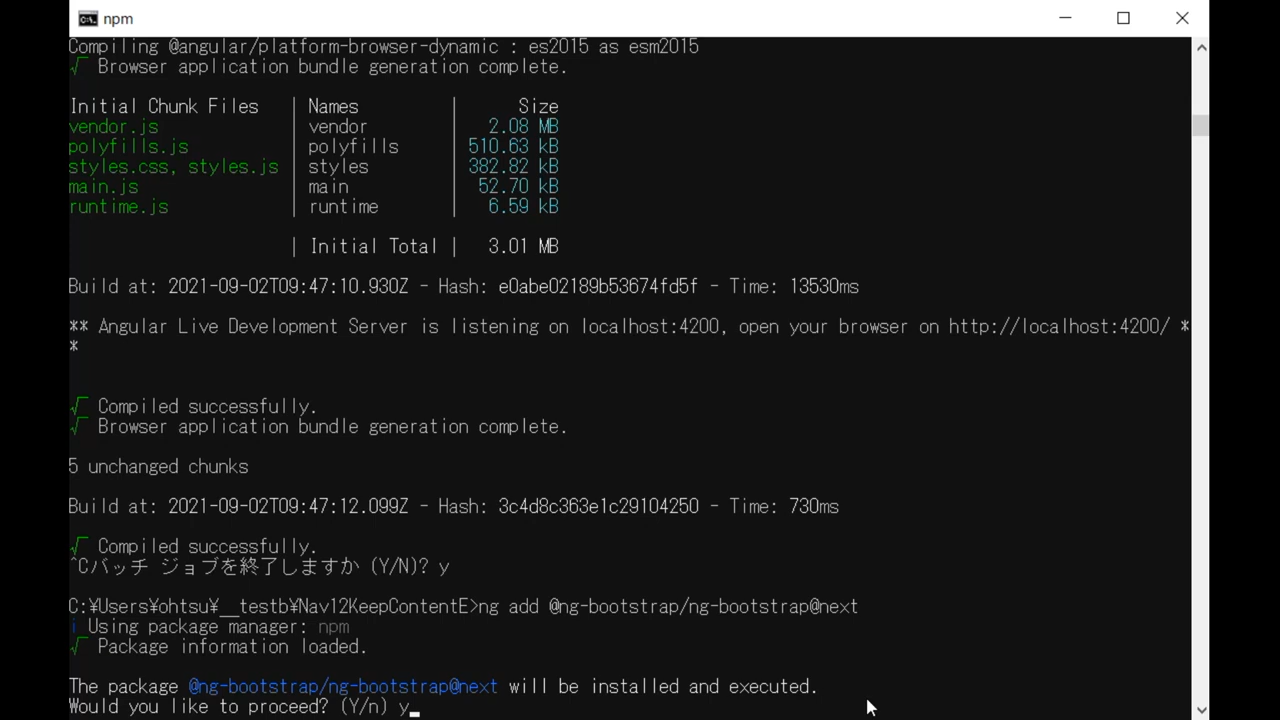 npm
Compiling @angular/platform-browser-dynamic : es2015 as esm2015
√ Browser application bundle generation complete.
Initial Chunk Files | Names | Size
vendor.js | vendor | 2.08 MB
polyfills.js | polyfills | 510.63 kB
styles.css, styles.js | styles | 382.82 kB
main.js | main | 52.70 kB
runtime.js | runtime | 6.59 kB
| Initial Total | 3.01 MB
Build at: 2021-09-02T09:47:10.930Z - Hash: e0abe02189b53674fd5f - Time: 13530ms
** Angular Live Development Server is listening on localhost:4200, open your browser on http://localhost:4200/ *
*
√ Compiled successfully.
√ Browser application bundle generation complete.
5 unchanged chunks
Build at: 2021-09-02T09:47:12.099Z - Hash: 3c4d8c363e1c29104250 - Time: 730ms
√ Compiled successfully.
^Cバッチ ジョブを終了しますか (Y/N)? y
C:¥Users¥ohtsu¥__testb¥Nav12KeepContentE>ng add @ng-bootstrap/ng-bootstrap@next
i Using package manager: npm
√ Package information loaded.
The package @ng-bootstrap/ng-bootstrap@next will be installed and executed.
Would you like to proceed? (Y/n) y